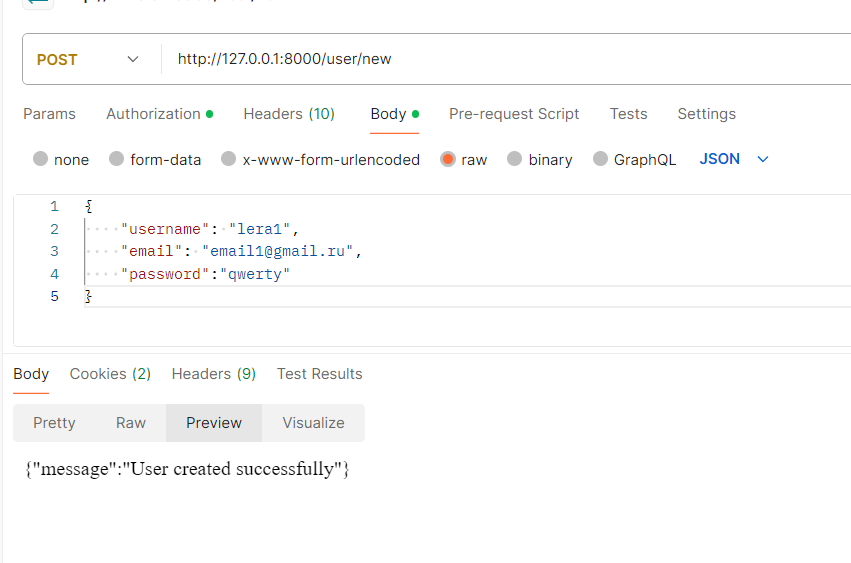 POST http://127.0.0.1:8000/user/new
Params Authorization Headers (10) Body Pre-request Script Tests Settings
none form-data x-www-form-urlencoded raw binary GraphQL JSON
1 {
2 "username": "lera1",
3 "email": "email1@gmail.ru",
4 "password":"qwerty"
5 }
Body Cookies (2) Headers (9) Test Results
Pretty Raw Preview Visualize
{"message":"User created successfully"}